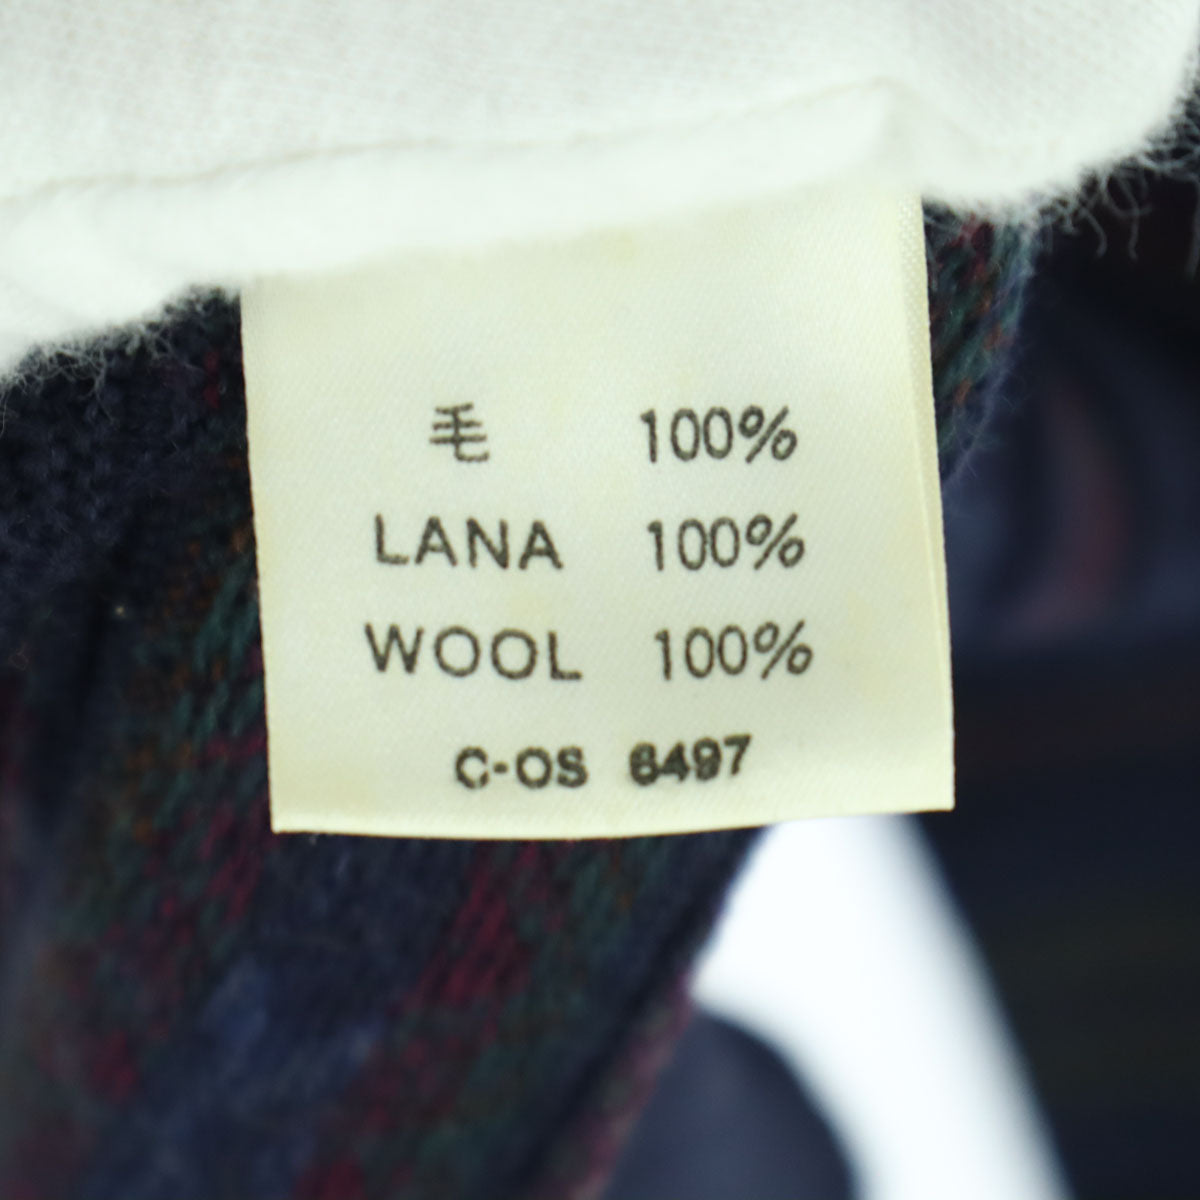 毛 100%
LANA 100%
WOOL 100%
C-OS 6497